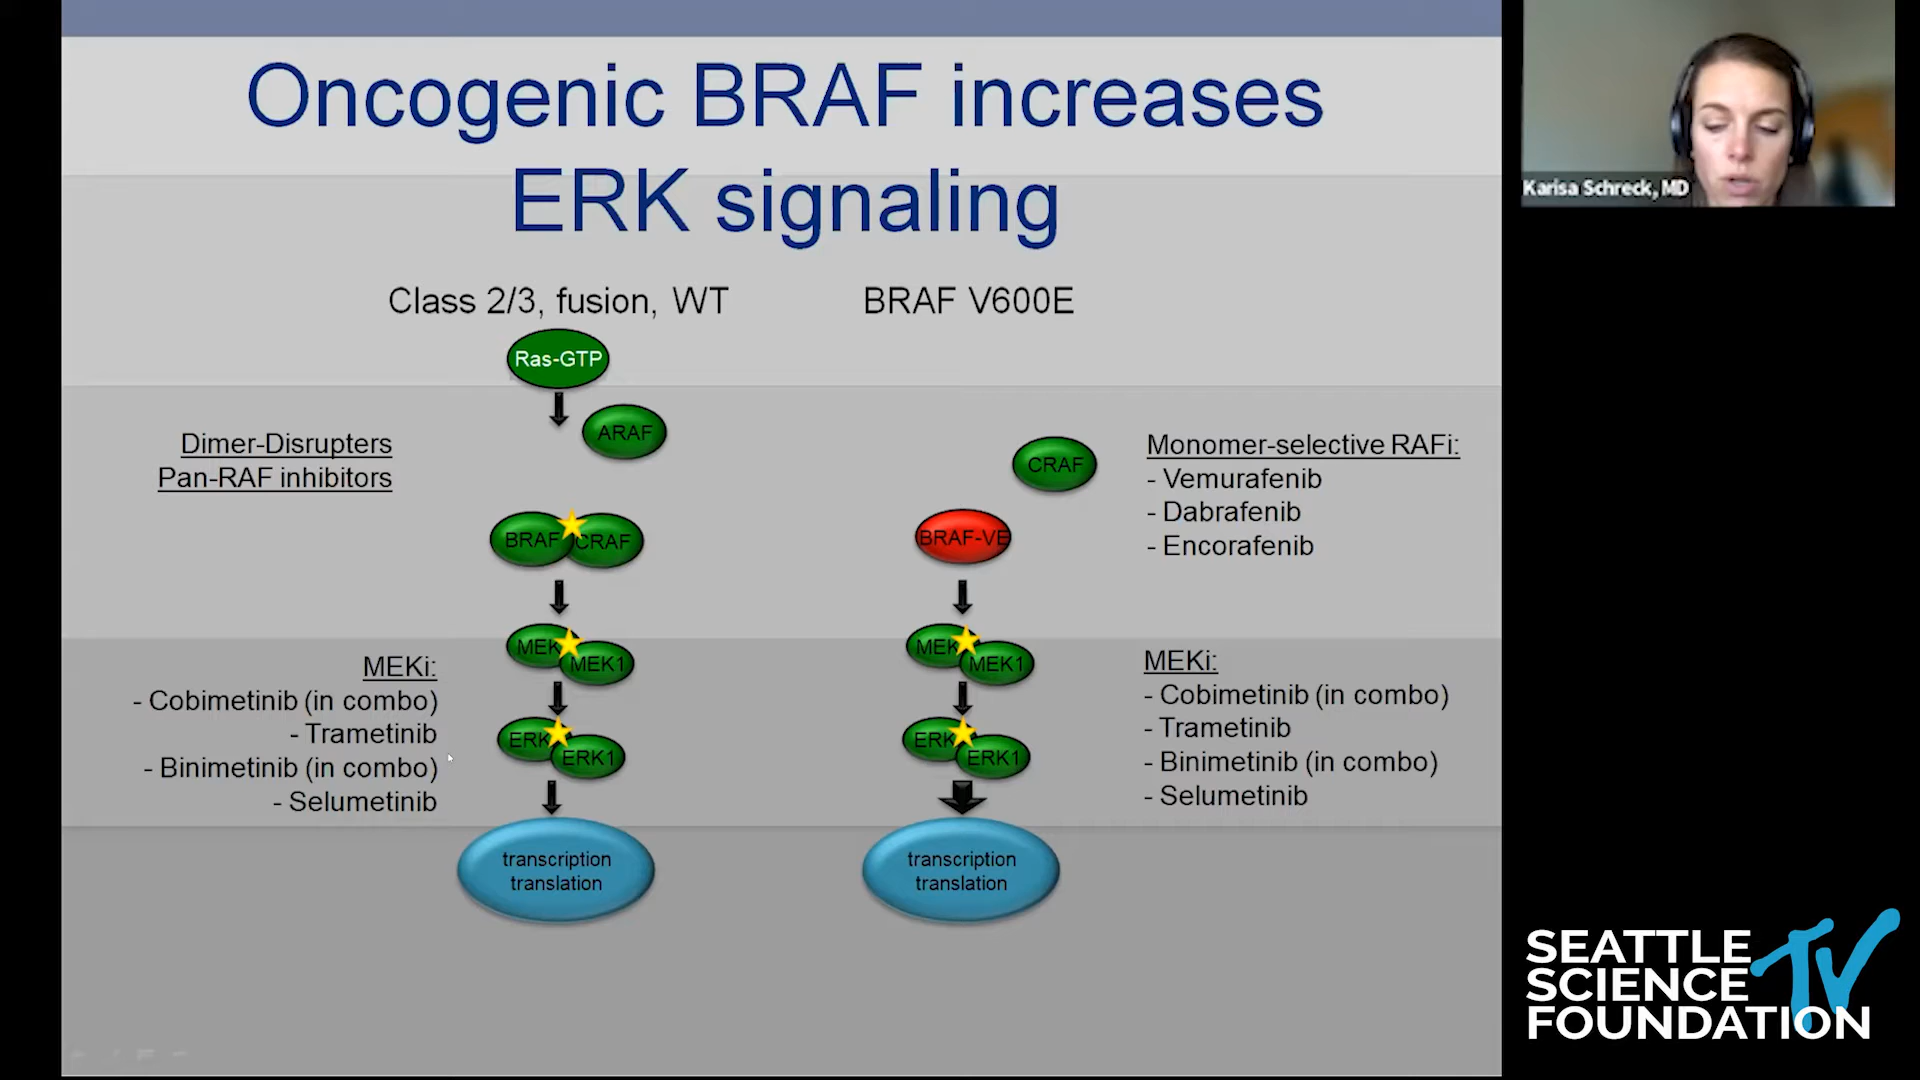 Oncogenic BRAF increases
ERK signaling
Class 2/3, fusion, WT
BRAF V600E
Ras-GTP
ARAF
Dimer-Disrupters
Pan-RAF inhibitors
BRAF
CRAF
CRAF
BRAF-VE
Monomer-selective RAFi:
- Vemurafenib
- Dabrafenib
- Encorafenib
MEK
MEK1
MEK
MEK1
MEKi:
- Cobimetinib (in combo)
- Trametinib
- Binimetinib (in combo)
- Selumetinib
ERK
ERK1
ERK
ERK1
MEKi:
- Cobimetinib (in combo)
- Trametinib
- Binimetinib (in combo)
- Selumetinib
transcription
translation
transcription
translation
Karisa Schreck, MD
SEATTLE
SCIENCE
FOUNDATION
TV